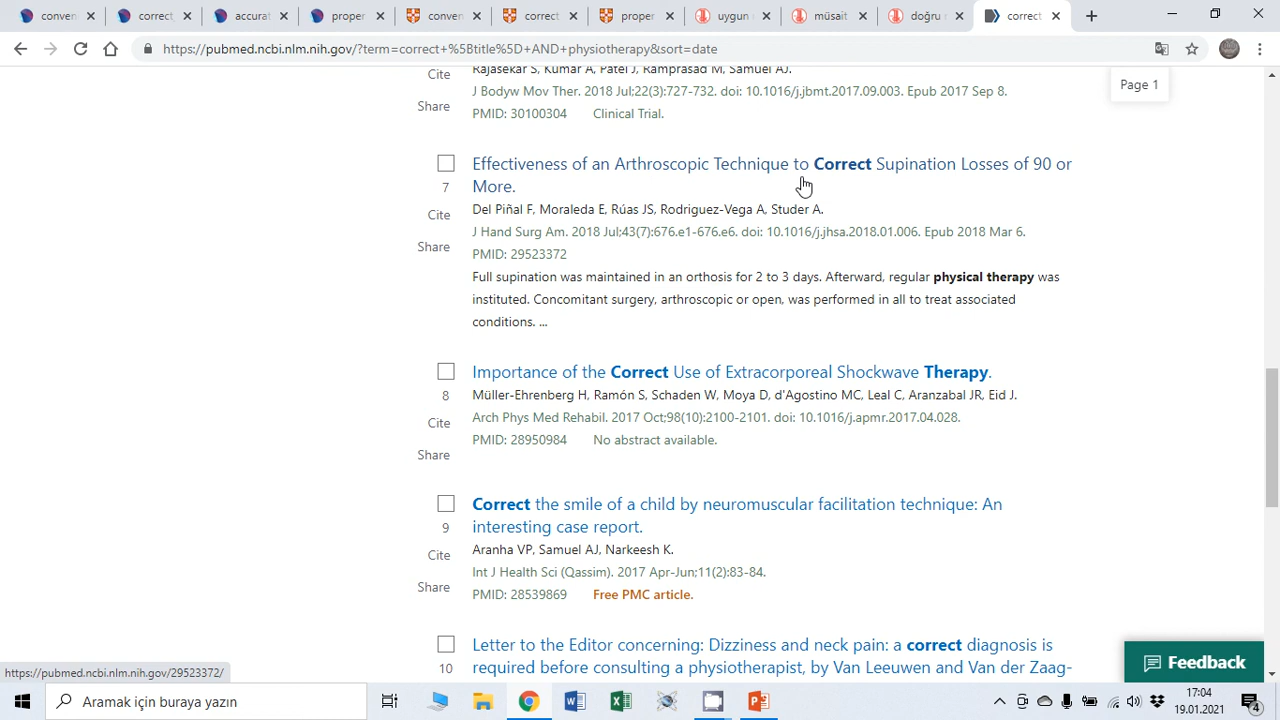 conven
correct
accurat
proper
conven
correct
proper
uygun
müsait
doğru
correct
https://pubmed.ncbi.nlm.nih.gov/?term=correct+%5Btitle%5D+AND+physiotherapy&sort=date
Page 1
Cite
Rajasekar S, Kumar A, Patel J, Ramprasad M, Samuel AJ.
J Bodyw Mov Ther. 2018 Jul;22(3):727-732. doi: 10.1016/j.jbmt.2017.09.003. Epub 2017 Sep 8.
Share
PMID: 30100304 Clinical Trial.
Effectiveness of an Arthroscopic Technique to Correct Supination Losses of 90 or
7 More.
Cite
Del Piñal F, Moraleda E, Rúas JS, Rodriguez-Vega A, Studer A.
J Hand Surg Am. 2018 Jul;43(7):676.e1-676.e6. doi: 10.1016/j.jhsa.2018.01.006. Epub 2018 Mar 6.
Share
PMID: 29523372
Full supination was maintained in an orthosis for 2 to 3 days. Afterward, regular physical therapy was
instituted. Concomitant surgery, arthroscopic or open, was performed in all to treat associated
conditions. ...
Importance of the Correct Use of Extracorporeal Shockwave Therapy.
8 Müller-Ehrenberg H, Ramón S, Schaden W, Moya D, d'Agostino MC, Leal C, Aranzabal JR, Eid J.
Cite
Arch Phys Med Rehabil. 2017 Oct;98(10):2100-2101. doi: 10.1016/j.apmr.2017.04.028.
PMID: 28950984 No abstract available.
Share
Correct the smile of a child by neuromuscular facilitation technique: An
9 interesting case report.
Cite
Aranha VP, Samuel AJ, Narkeesh K.
Int J Health Sci (Qassim). 2017 Apr-Jun;11(2):83-84.
Share
PMID: 28539869 Free PMC article.
Letter to the Editor concerning: Dizziness and neck pain: a correct diagnosis is
10 required before consulting a physiotherapist, by Van Leeuwen and Van der Zaag-
Feedback
https://pubmed.ncbi.nlm.nih.gov/29523372/
Aramak için buraya yazın
17:04
19.01.2021
4